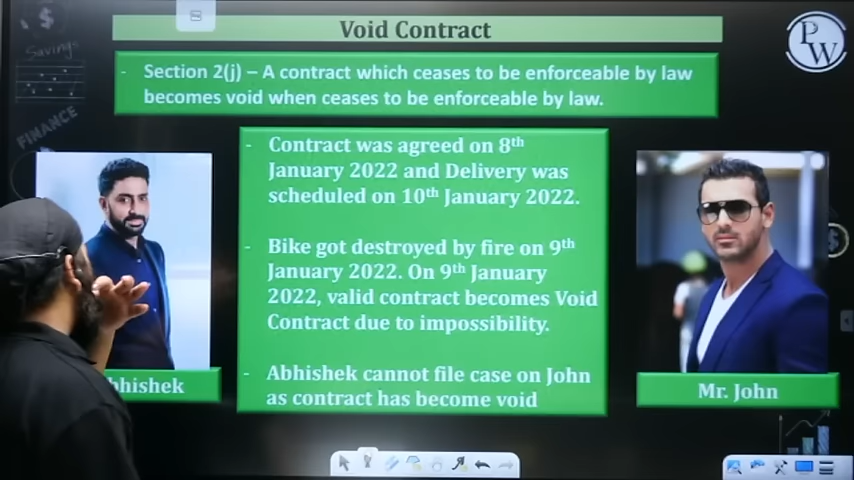 Void Contract
PW
Savings
FINANCE
- Section 2(j) – A contract which ceases to be enforceable by law
becomes void when ceases to be enforceable by law.
- Contract was agreed on 8th
January 2022 and Delivery was
scheduled on 10th January 2022.
- Bike got destroyed by fire on 9th
January 2022. On 9th January
2022, valid contract becomes Void
Contract due to impossibility.
- Abhishek cannot file case on John
as contract has become void
bhishek
Mr. John